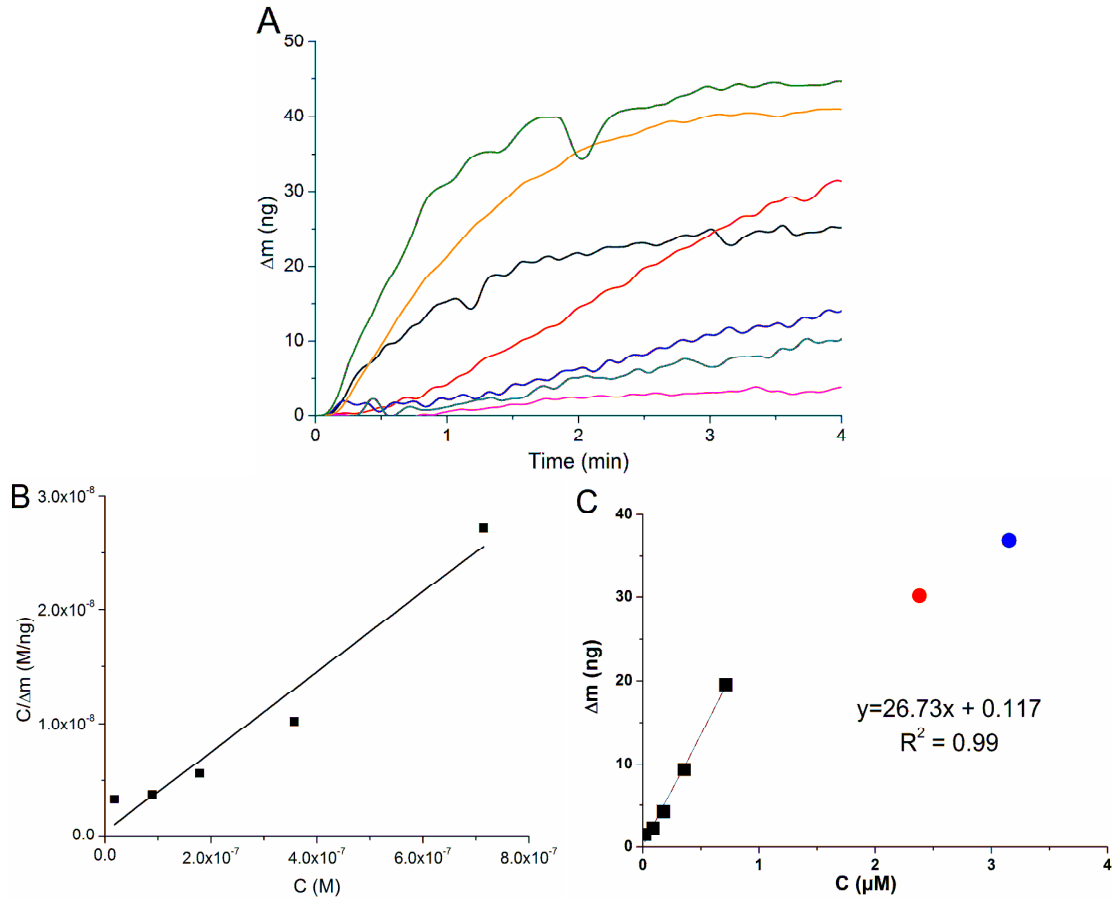 A
50
40
30
20
10
0
Δm (ng)
0 1 2 3 4
Time (min)
B
3.0x10⁻⁸
2.0x10⁻⁸
1.0x10⁻⁸
0.0
C/Δm (M/ng)
0.0 2.0x10⁻⁷ 4.0x10⁻⁷ 6.0x10⁻⁷ 8.0x10⁻⁷
C (M)
C
40
30
20
10
0
Δm (ng)
y=26.73x + 0.117
R² = 0.99
0 1 2 3 4
C (µM)